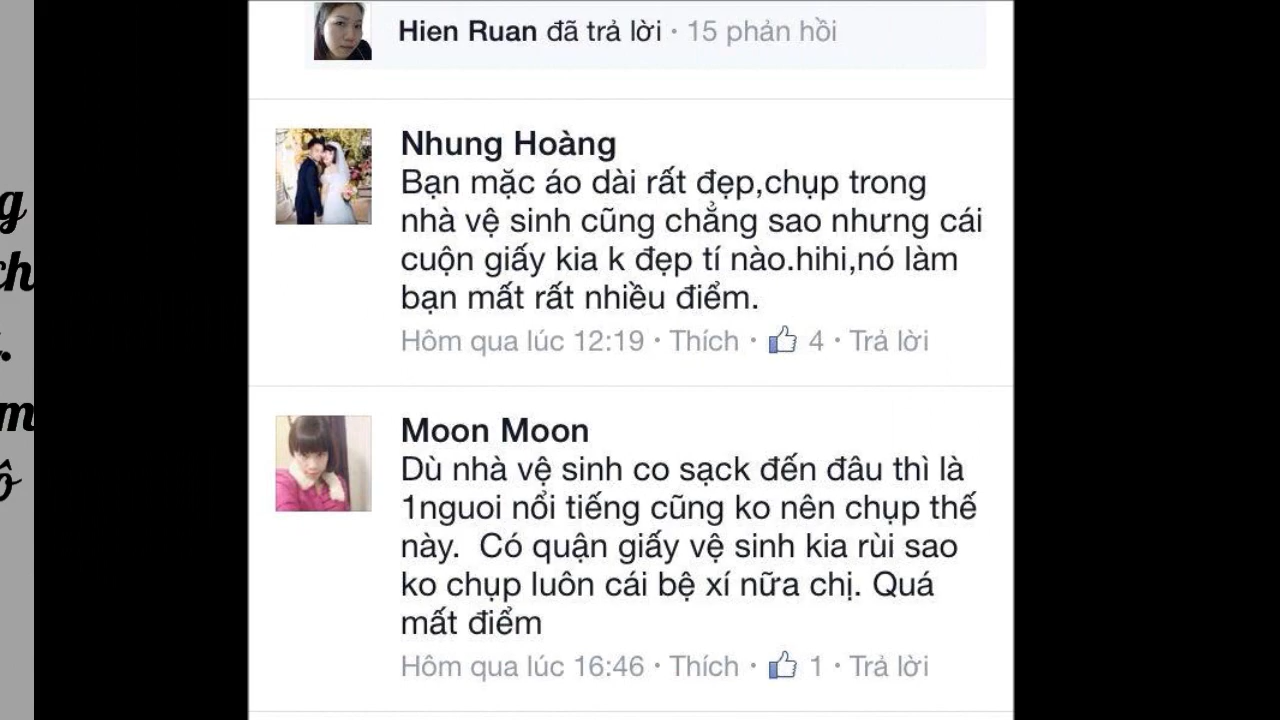 Hien Ruan đã trả lời · 15 phản hồi
Nhung Hoàng
Bạn mặc áo dài rất đẹp,chụp trong
nhà vệ sinh cũng chẳng sao nhưng cái
cuộn giấy kia k đẹp tí nào.hihi,nó làm
bạn mất rất nhiều điểm.
Hôm qua lúc 12:19 · Thích · 4 · Trả lời
Moon Moon
Dù nhà vệ sinh co sạck đến đâu thì là
1nguoi nổi tiếng cũng ko nên chụp thế
này. Có quận giấy vệ sinh kia rùi sao
ko chụp luôn cái bệ xí nữa chị. Quá
mất điểm
Hôm qua lúc 16:46 · Thích · 1 · Trả lời